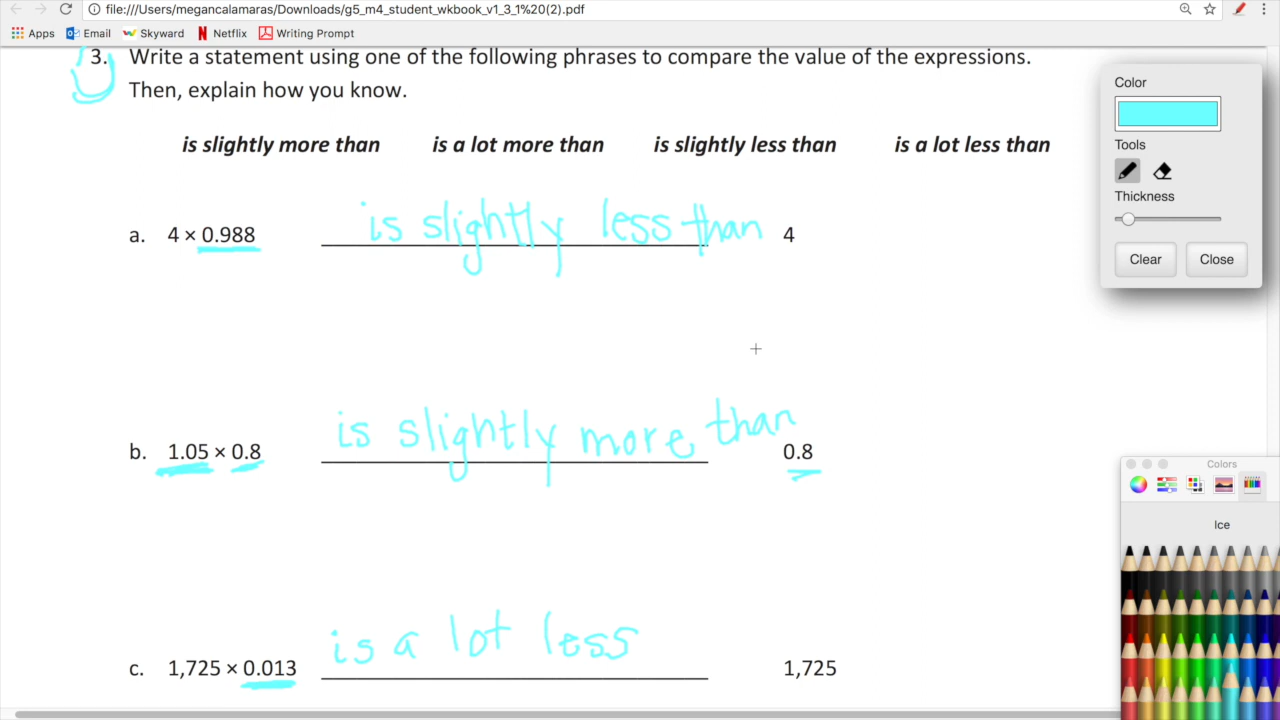 file:///Users/megancalamaras/Downloads/g5_m4_student_wkbook_v1_3_1%20(2).pdf
Apps Email Skyward Netflix Writing Prompt
3. Write a statement using one of the following phrases to compare the value of the expressions.
Then, explain how you know.
is slightly more than is a lot more than is slightly less than is a lot less than
a. 4 × 0.988 is slightly less than 4
b. 1.05 × 0.8 is slightly more than 0.8
c. 1,725 × 0.013 is a lot less 1,725
Color
Tools
Thickness
Clear Close
Colors
Ice